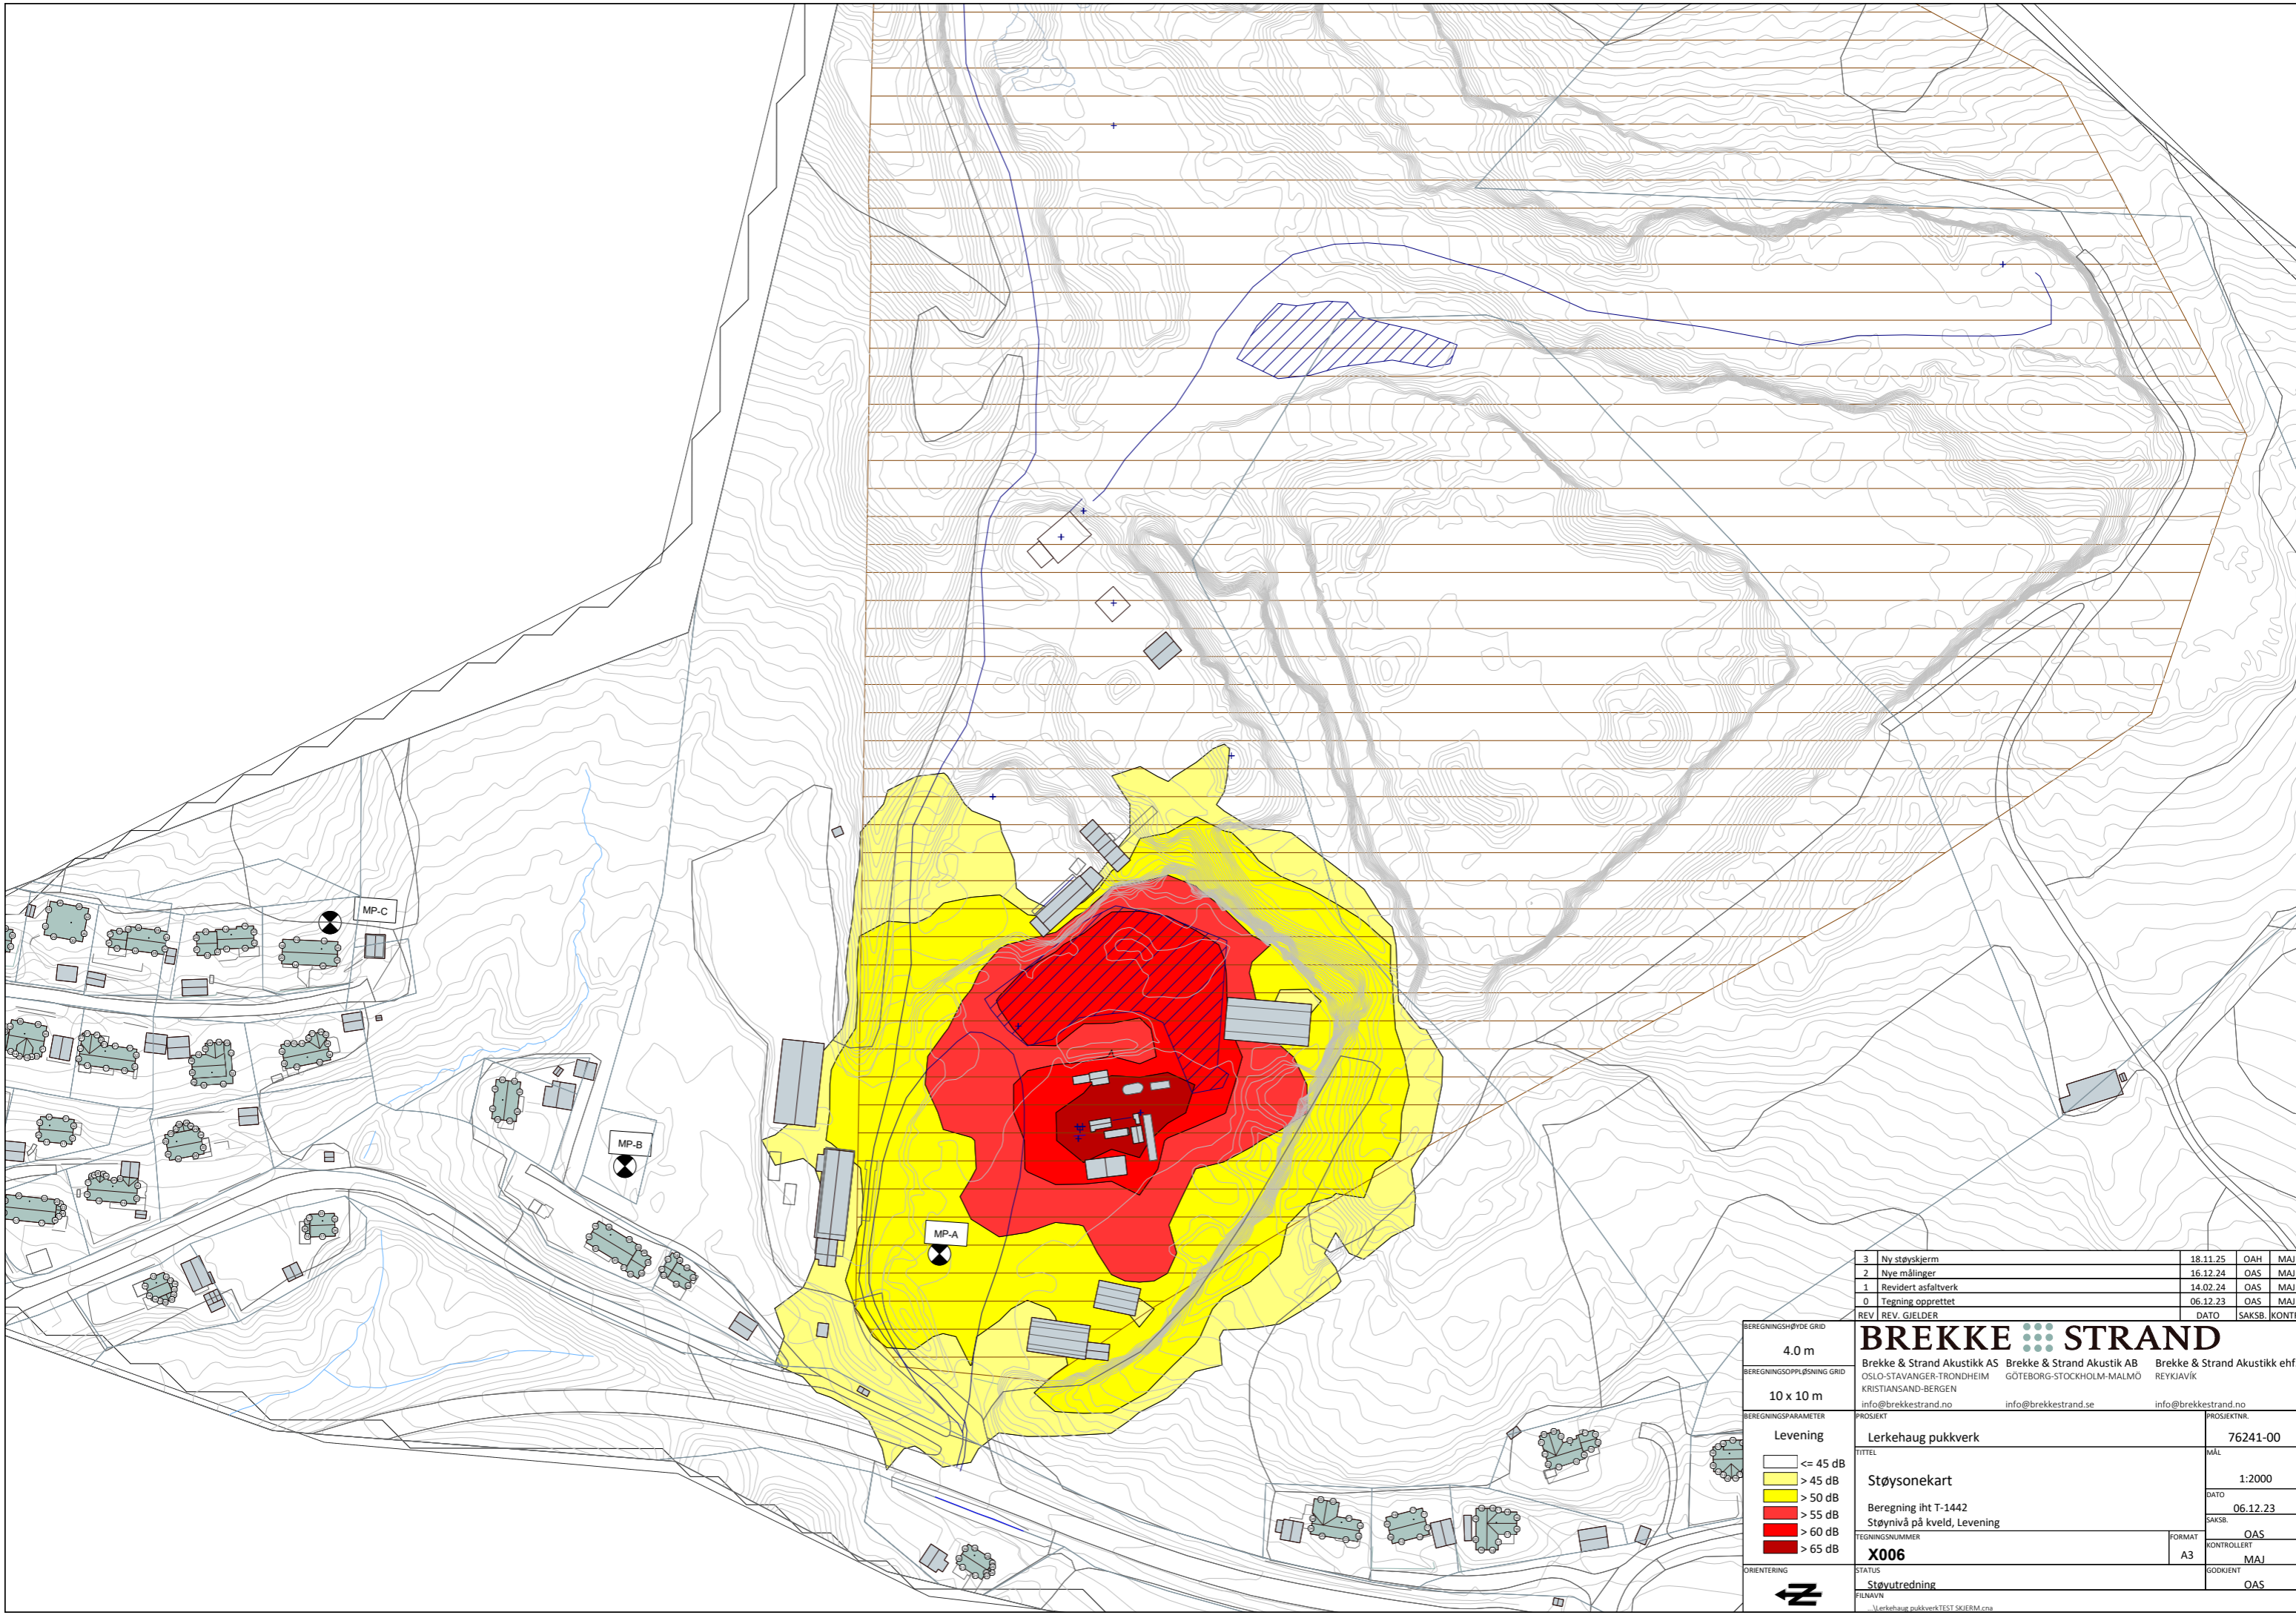 MP-C
MP-B
MP-A
3 Ny støyskjerm 18.11.25 OAH MAJ
2 Nye målinger 16.12.24 OAS MAJ
1 Revidert asfaltverk 14.02.24 OAS MAJ
0 Tegning opprettet 06.12.23 OAS MAJ
REV REV. GJELDER DATO SAKSB. KONTR
BEREGNINGSHØYDE GRID
4.0 m
BEREGNINGSOPPLØSNING GRID
10 x 10 m
BEREGNINGSPARAMETER
Levening
<= 45 dB
> 45 dB
> 50 dB
> 55 dB
> 60 dB
> 65 dB
ORIENTERING
BREKKE STRAND
Brekke & Strand Akustikk AS Brekke & Strand Akustik AB Brekke & Strand Akustikk ehf
OSLO-STAVANGER-TRONDHEIM GÖTEBORG-STOCKHOLM-MALMÖ REYKJAVÍK
KRISTIANSAND-BERGEN
info@brekkestrand.no info@brekkestrand.se info@brekkestrand.no
PROSJEKT
Lerkehaug pukkverk
PROSJEKTNR.
76241-00
TITTEL
Støysonekart
Beregning iht T-1442
Støynivå på kveld, Levening
MÅL
1:2000
DATO
06.12.23
SAKSB.
OAS
TEGNINGSNUMMER
X006
FORMAT
A3
KONTROLLERT
MAJ
STATUS
Støyutredning
GODKJENT
OAS
FILNAVN
...\Lerkehaug pukkverkTEST SKJERM.cna